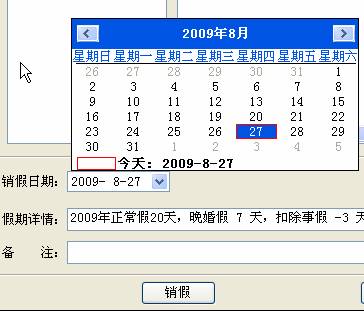 2009年8月
星期日 星期一 星期二 星期三 星期四 星期五 星期六
26 27 28 29 30 31 1
2 3 4 5 6 7 8
9 10 11 12 13 14 15
16 17 18 19 20 21 22
23 24 25 26 27 28 29
30 31 1 2 3 4 5
今天: 2009-8-27
销假日期: 2009- 8-27
假期详情: 2009年正常假20天，晚婚假 7 天，扣除事假 -3 天
备 注:
销假